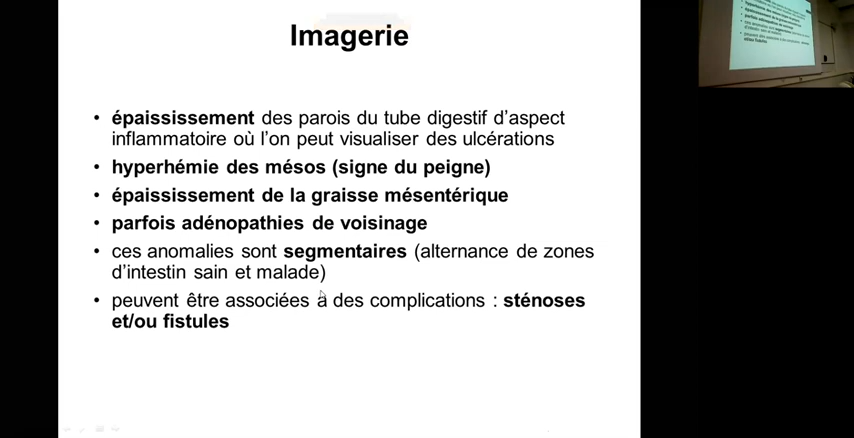 Imagerie
• épaississement des parois du tube digestif d'aspect
inflammatoire où l'on peut visualiser des ulcérations
• hyperhémie des mésos (signe du peigne)
• épaississement de la graisse mésentérique
• parfois adénopathies de voisinage
• ces anomalies sont segmentaires (alternance de zones
d'intestin sain et malade)
• peuvent être associées à des complications : sténoses
et/ou fistules